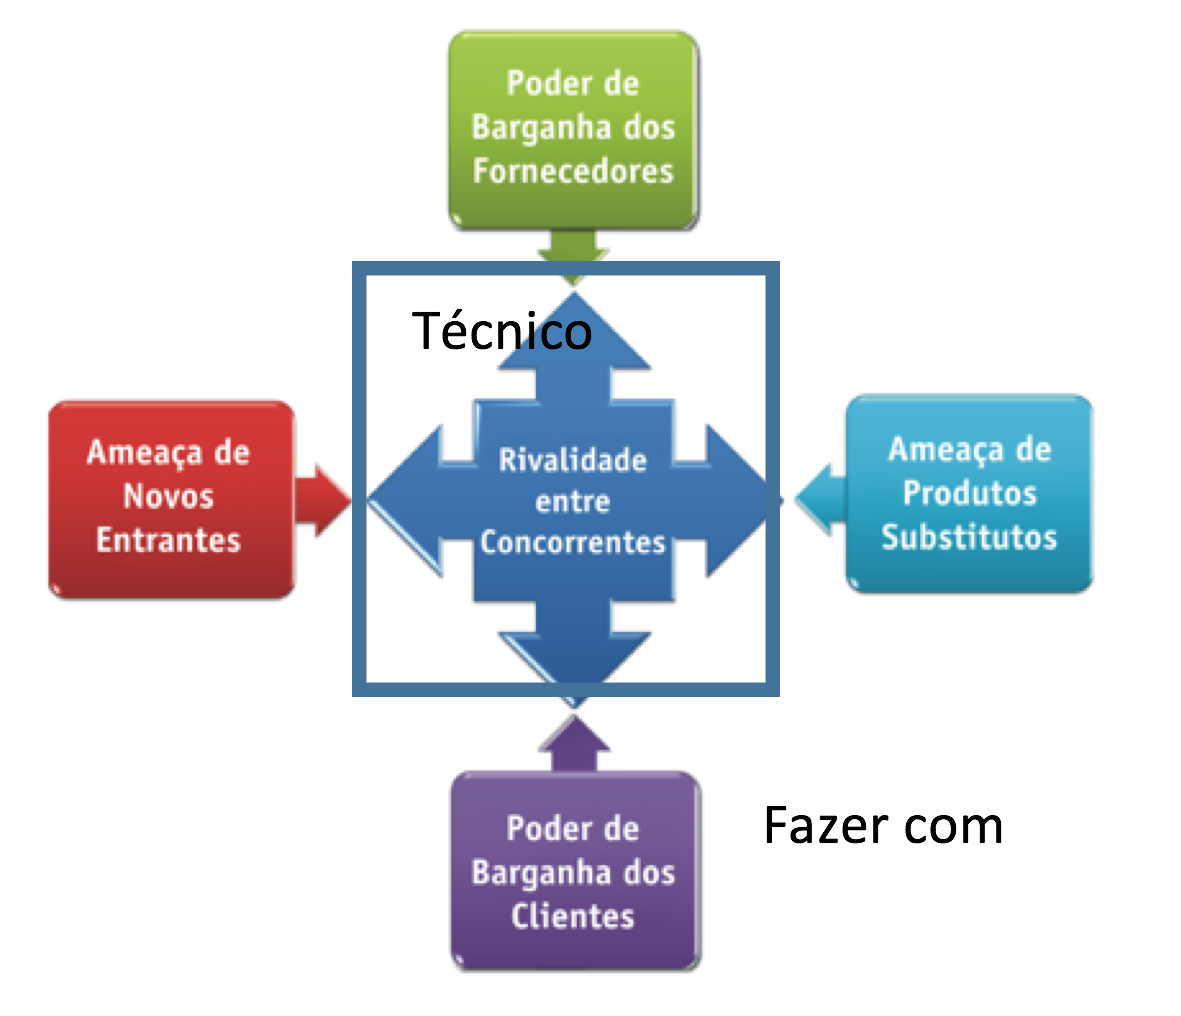 Poder de
Barganha dos
Fornecedores
Técnico
Ameaça de
Novos
Entrantes
Rivalidade
entre
Concorrentes
Ameaça de
Produtos
Substitutos
Poder de
Barganha dos
Clientes
Fazer com